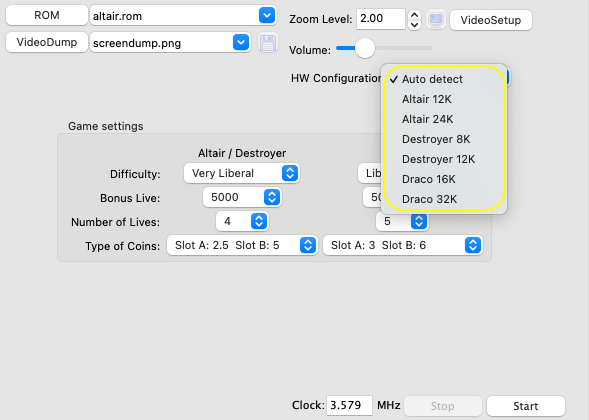 ROM altair.rom Zoom Level: 2.00 VideoSetup
VideoDump screendump.png Volume:
HW Configuration
✓ Auto detect
Altair 12K
Altair 24K
Destroyer 8K
Destroyer 12K
Draco 16K
Draco 32K
Game settings
Altair / Destroyer
Difficulty: Very Liberal Lib
Bonus Live: 5000 50
Number of Lives: 4 5
Type of Coins: Slot A: 2.5 Slot B: 5 Slot A: 3 Slot B: 6
Clock: 3.579 MHz Stop Start